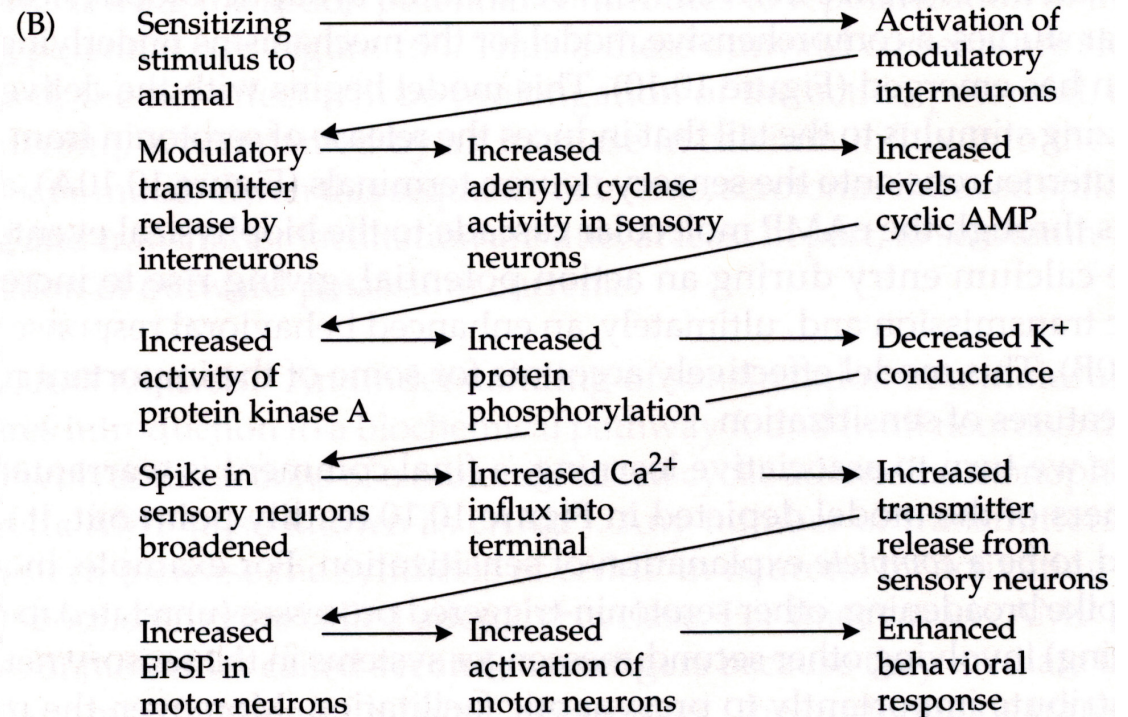 (B)
Sensitizing
stimulus to
animal
Activation of
modulatory
interneurons
Modulatory
transmitter
release by
interneurons
Increased
adenylyl cyclase
activity in sensory
neurons
Increased
levels of
cyclic AMP
Increased
activity of
protein kinase A
Increased
protein
phosphorylation
Decreased K⁺
conductance
Spike in
sensory neurons
broadened
Increased Ca²⁺
influx into
terminal
Increased
transmitter
release from
sensory neurons
Increased
EPSP in
motor neurons
Increased
activation of
motor neurons
Enhanced
behavioral
response